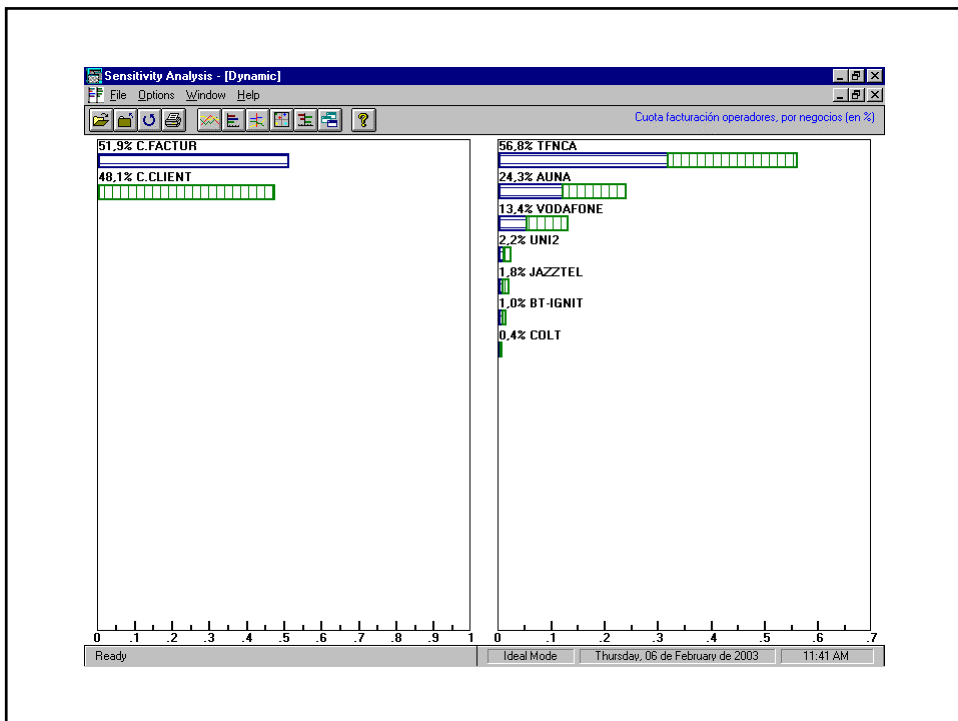 Sensitivity Analysis - [Dynamic]
File Options Window Help
Cuota facturación operadores, por negocios (en %)
51,9% C.FACTUR
48,1% C.CLIENT
0 .1 .2 .3 .4 .5 .6 .7 .8 .9 1
56,8% TFNCA
24,3% AUNA
13,4% VODAFONE
2,2% UNI2
1,8% JAZZTEL
1,0% BT-IGNIT
0,4% COLT
0 .1 .2 .3 .4 .5 .6 .7
Ready Ideal Mode Thursday, 06 de February de 2003 11:41 AM